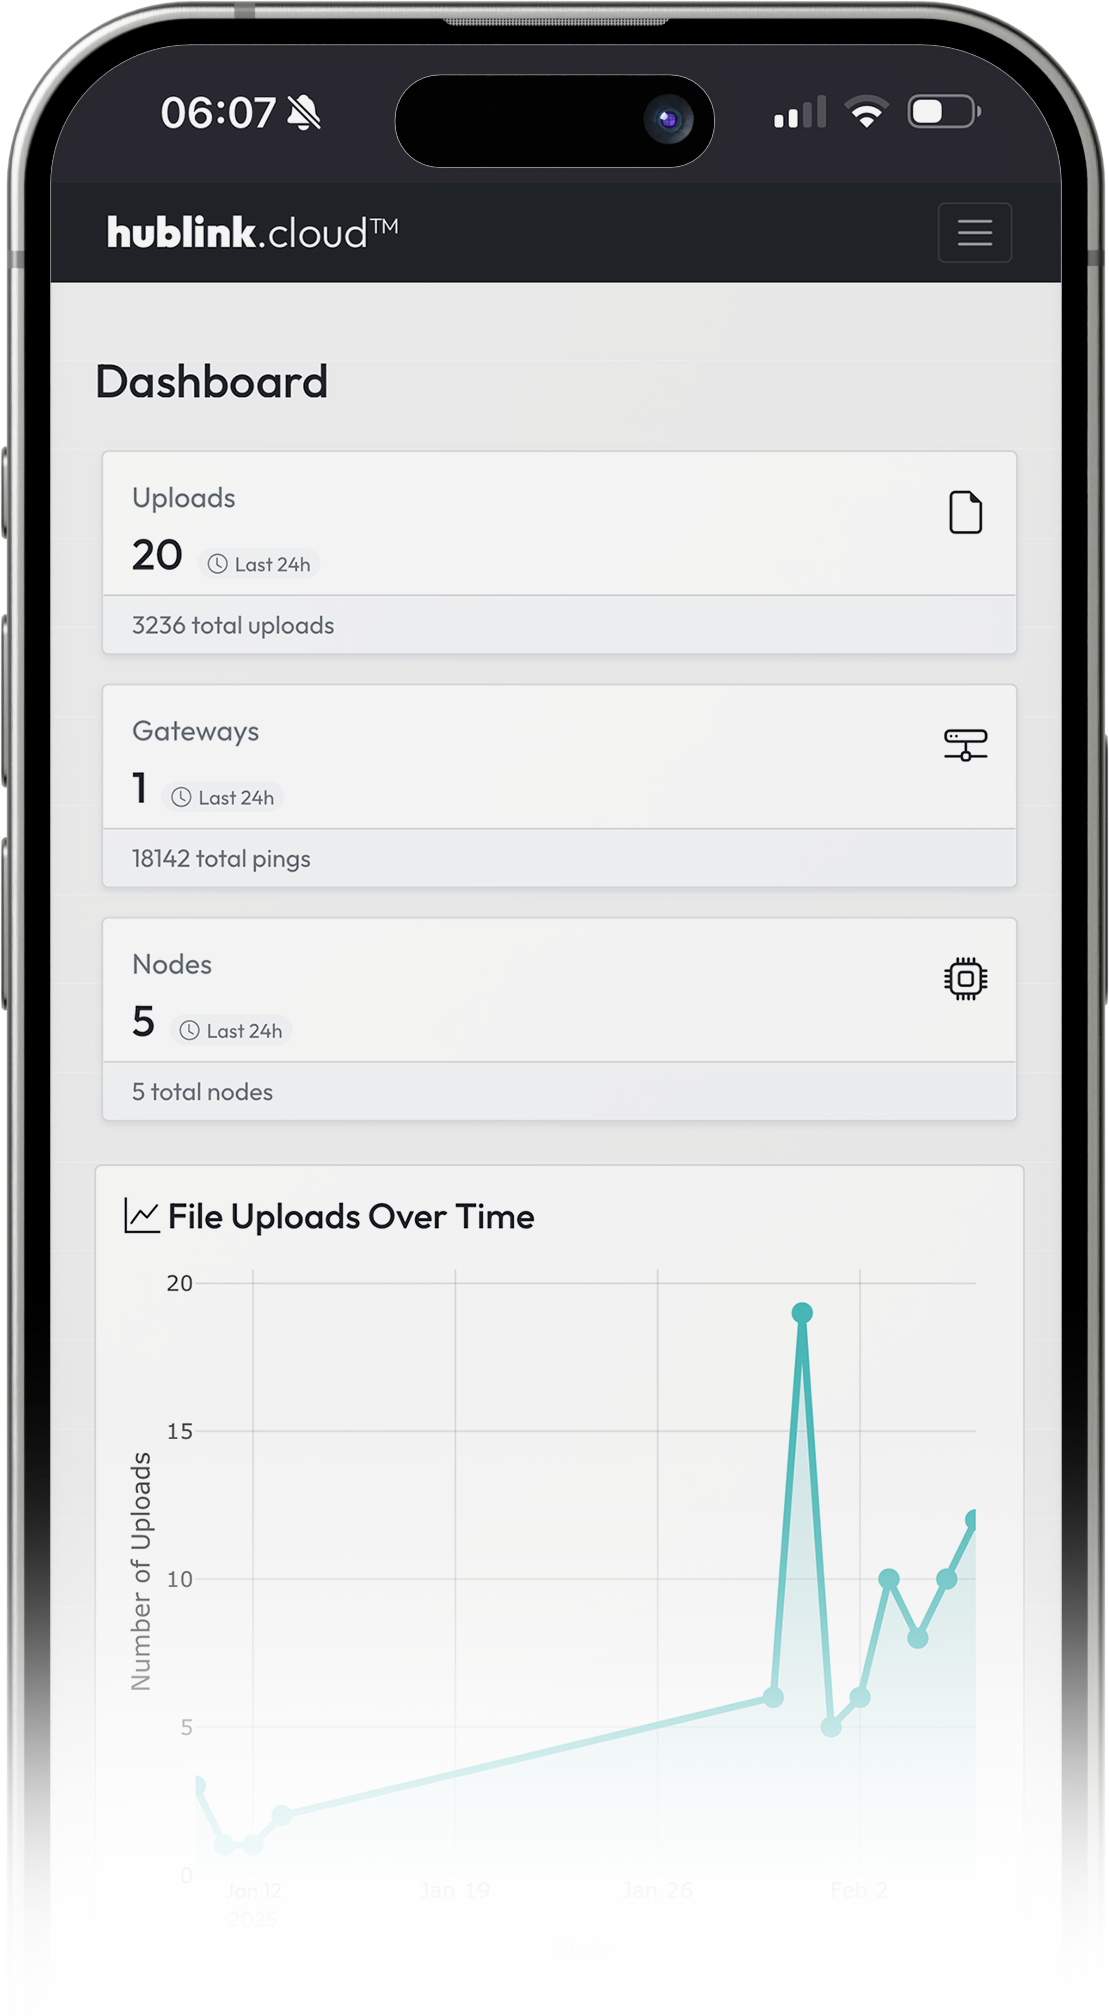 06:07
hublink.cloud™
Dashboard
Uploads
20 Last 24h
3236 total uploads
Gateways
1 Last 24h
18142 total pings
Nodes
5 Last 24h
5 total nodes
File Uploads Over Time
20
15
10
5
0
Number of Uploads
Jan 12 Jan 19 Jan 26 Feb 2
2025